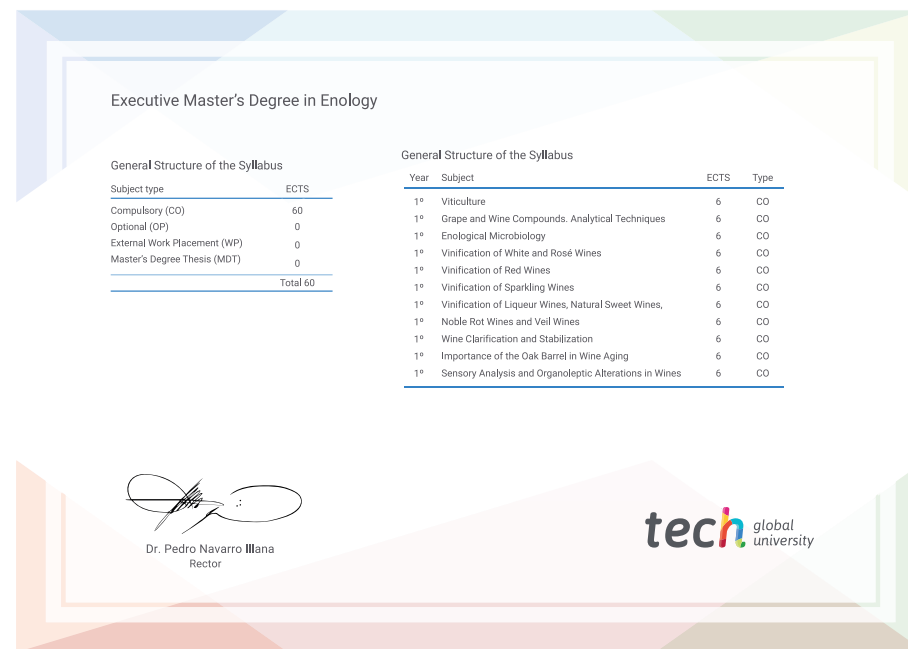 Executive Master's Degree in Enology
General Structure of the Syllabus
Subject type ECTS
Compulsory (CO) 60
Optional (OP) 0
External Work Placement (WP) 0
Master's Degree Thesis (MDT) 0
Total 60
General Structure of the Syllabus
Year Subject ECTS Type
1º Viticulture 6 CO
1º Grape and Wine Compounds. Analytical Techniques 6 CO
1º Enological Microbiology 6 CO
1º Vinification of White and Rosé Wines 6 CO
1º Vinification of Red Wines 6 CO
1º Vinification of Sparkling Wines 6 CO
1º Vinification of Liqueur Wines, Natural Sweet Wines, 6 CO
1º Noble Rot Wines and Veil Wines 6 CO
1º Wine Clarification and Stabilization 6 CO
1º Importance of the Oak Barrel in Wine Aging 6 CO
1º Sensory Analysis and Organoleptic Alterations in Wines 6 CO
Dr. Pedro Navarro Illana
Rector
tech global university